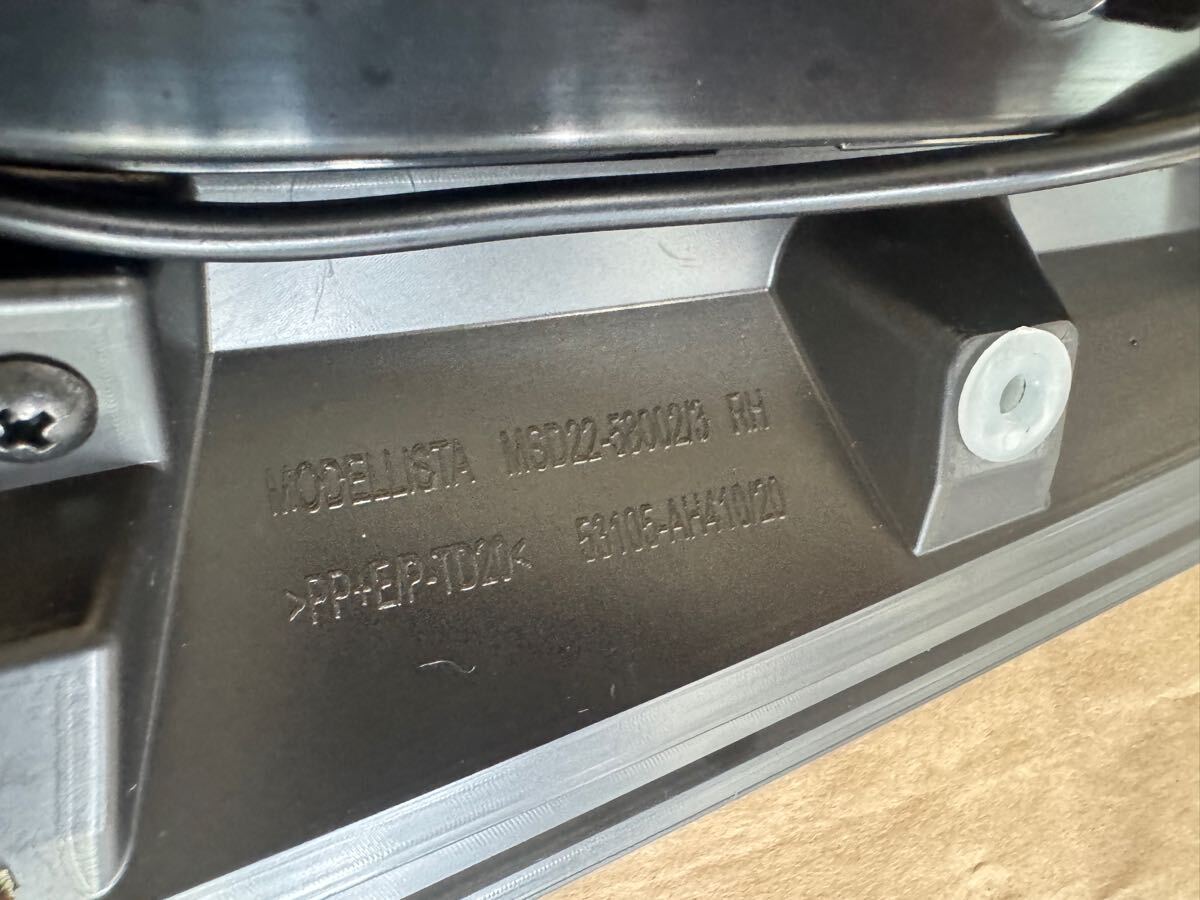 MODELLISTA MSD22-58002/3 RH
>PP+E/P-TD20< 53105-AH410/20